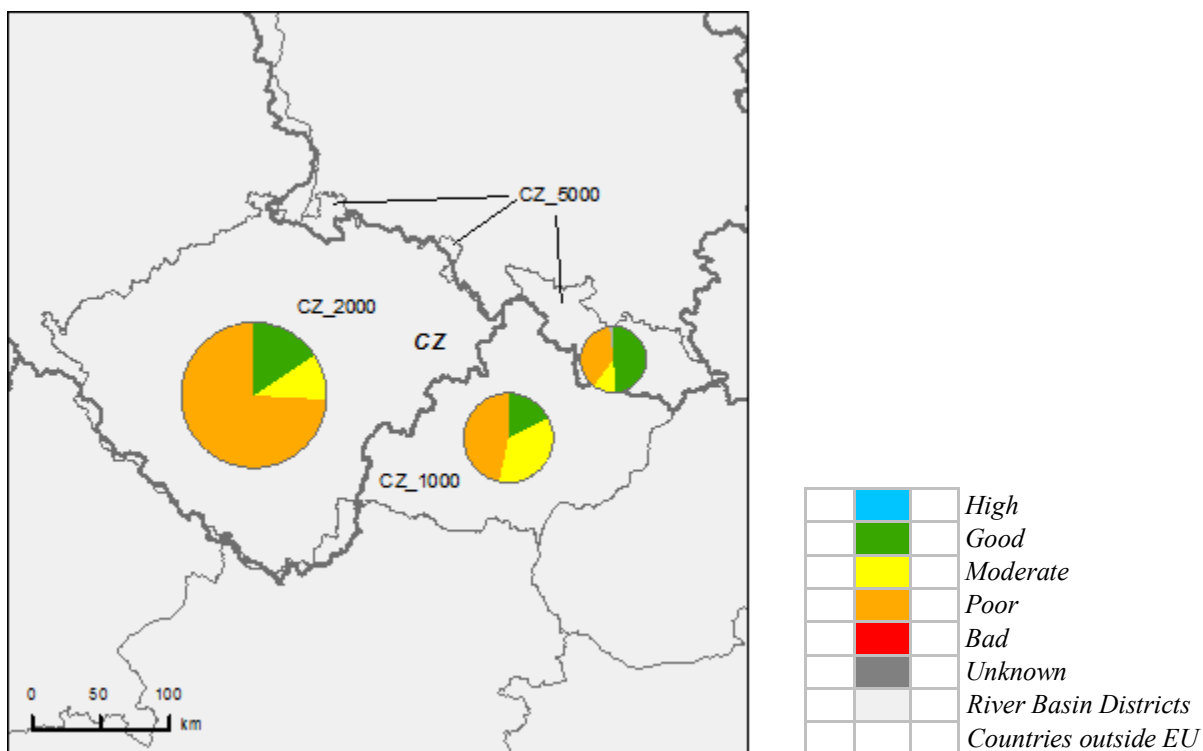 CZ_5000
CZ_2000
CZ
CZ_1000
0 50 100
km
High
Good
Moderate
Poor
Bad
Unknown
River Basin Districts
Countries outside EU